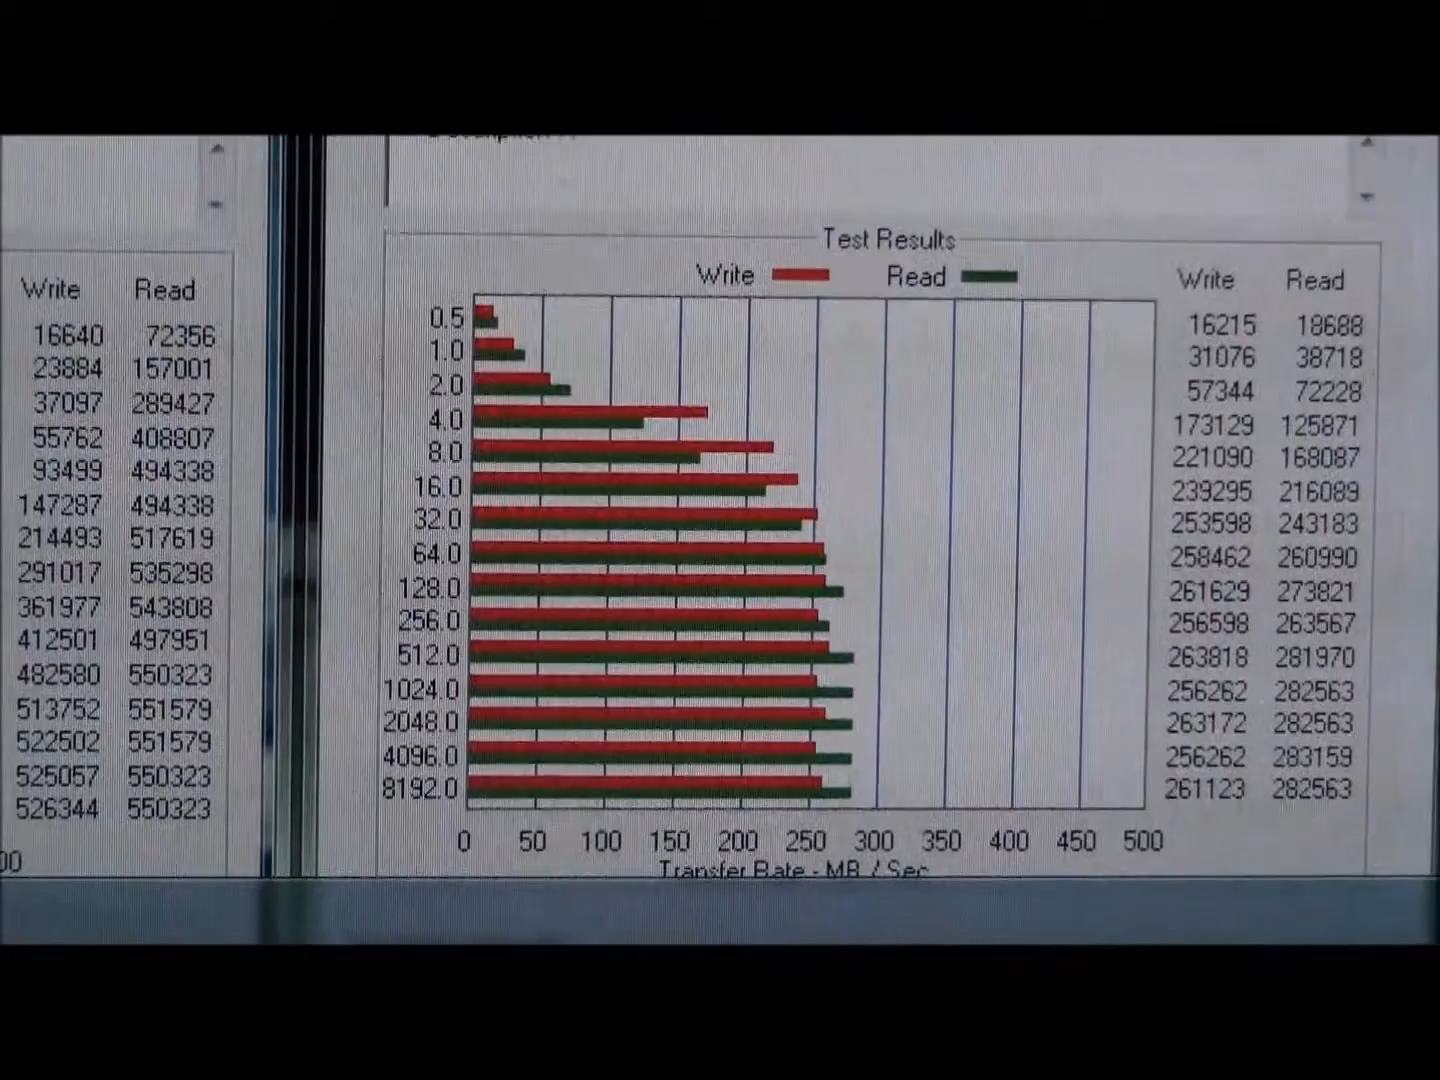 Write Read
16640 72356
23884 157001
37097 289427
55762 408807
93499 494338
147287 494338
214493 517619
291017 535298
361977 543808
412501 497951
482580 550323
513752 551579
522502 551579
525057 550323
526344 550323
00
Test Results
Write Read
Write Read
0.5 16215 18688
1.0 31076 38718
2.0 57344 72228
4.0 173129 125871
8.0 221090 168087
16.0 239295 216089
32.0 253598 243183
64.0 258462 260990
128.0 261629 273821
256.0 256598 263567
512.0 263818 281970
1024.0 256262 282563
2048.0 263172 282563
4096.0 256262 283159
8192.0 261123 282563
0 50 100 150 200 250 300 350 400 450 500
Transfer Rate - MB / Sec